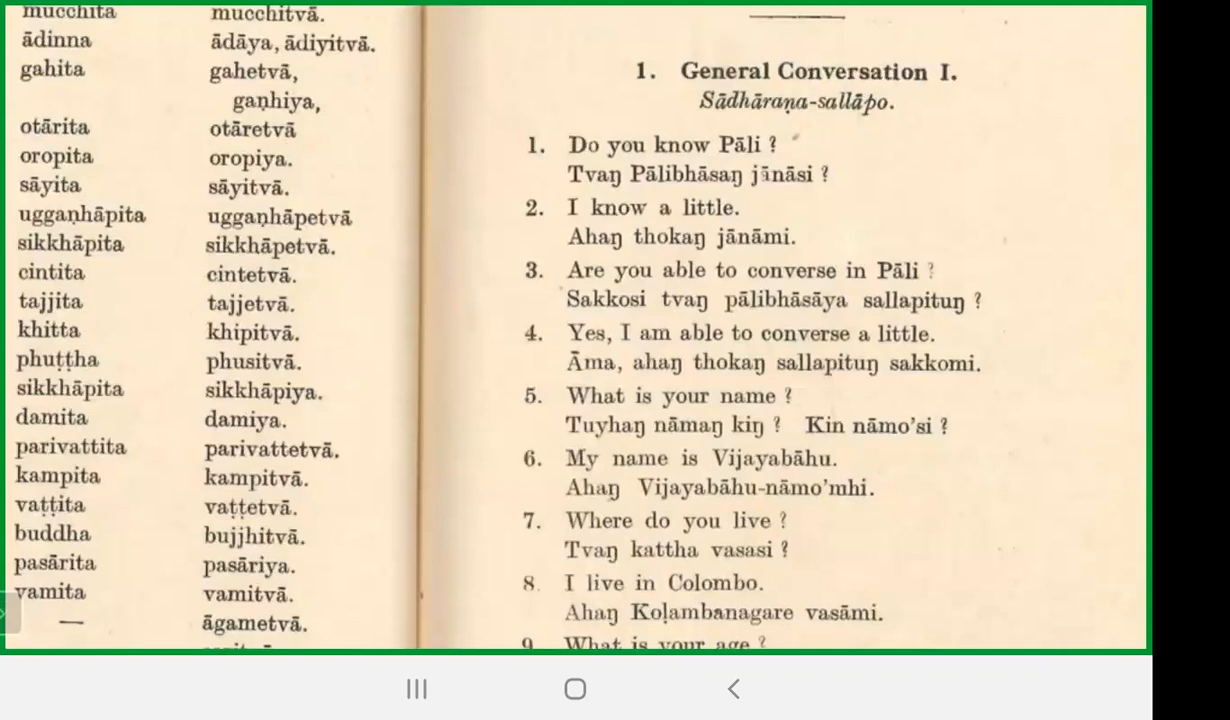 mucchita mucchitvā.
ādinna ādāya, ādiyitvā.
gahita gahetvā,
gaṇhiya,
otārita otāretvā
oropita oropiya.
sāyita sāyitvā.
uggaṇhāpita uggaṇhāpetvā
sikkhāpita sikkhāpetvā.
cintita cintetvā.
tajjita tajjetvā.
khitta khipitvā.
phuṭṭha phusitvā.
sikkhāpita sikkhāpiya.
damita damiya.
parivattita parivattetvā.
kampita kampitvā.
vaṭṭita vaṭṭetvā.
buddha bujjhitvā.
pasārita pasāriya.
vamita vamitvā.
— āgametvā.
1. General Conversation I.
Sādhāraṇa-sallāpo.
1. Do you know Pāli ?
Tvaŋ Pālibhāsaŋ jānāsi ?
2. I know a little.
Ahaŋ thokaŋ jānāmi.
3. Are you able to converse in Pāli ?
Sakkosi tvaŋ pālibhāsāya sallapituŋ ?
4. Yes, I am able to converse a little.
Āma, ahaŋ thokaŋ sallapituŋ sakkomi.
5. What is your name ?
Tuyhaŋ nāmaŋ kiŋ ? Kin nāmo'si ?
6. My name is Vijayabāhu.
Ahaŋ Vijayabāhu-nāmo'mhi.
7. Where do you live ?
Tvaŋ kattha vasasi ?
8. I live in Colombo.
Ahaŋ Koḷambanagare vasāmi.
9. What is your age ?